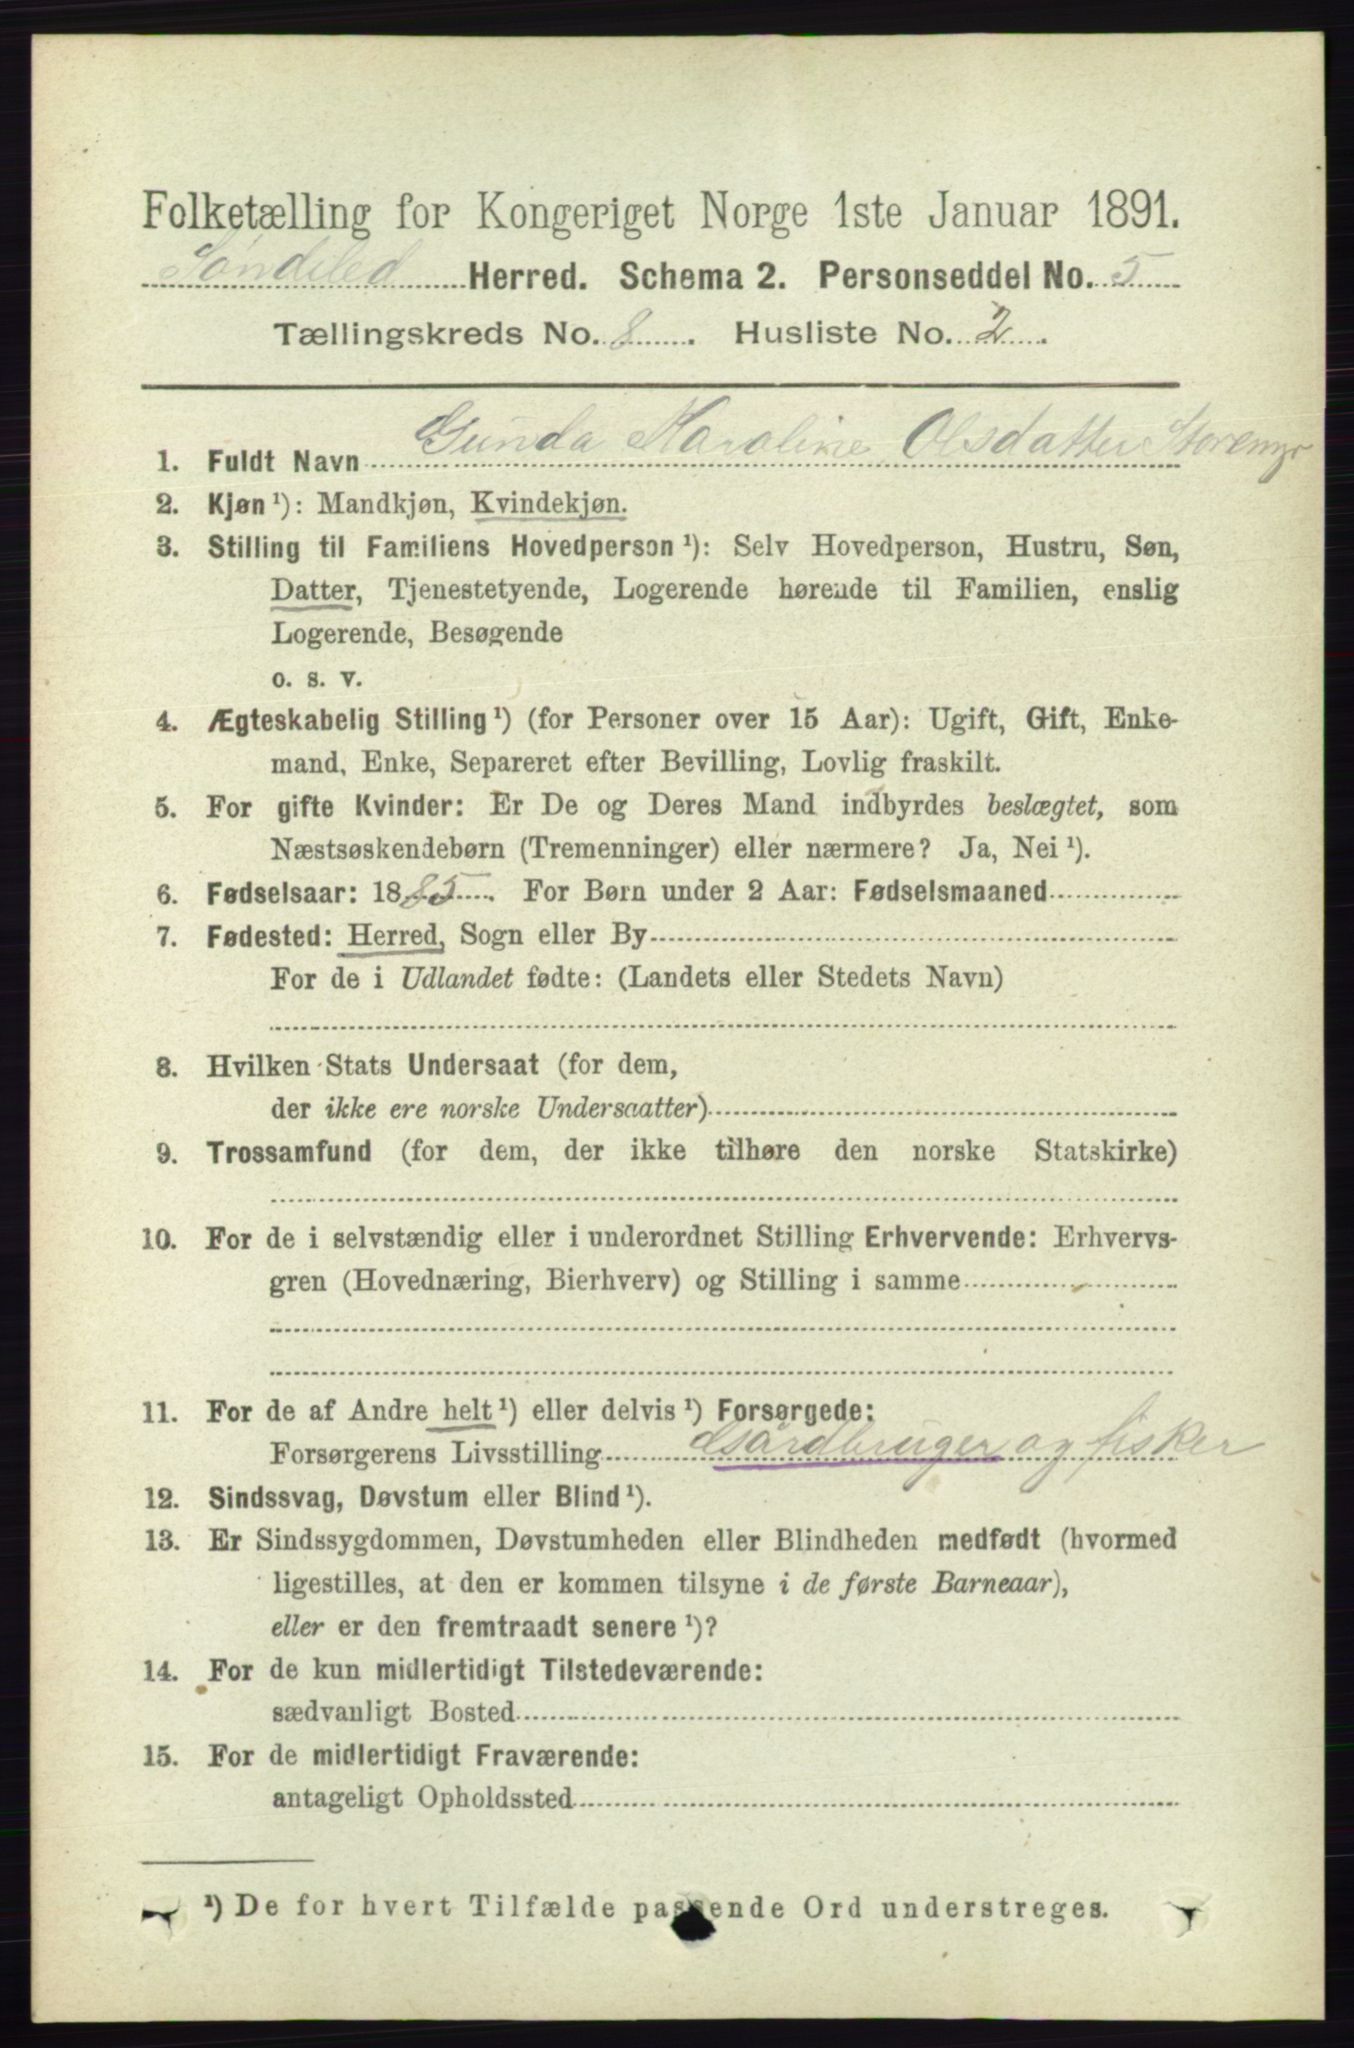 Folketælling for Kongeriget Norge 1ste Januar 1891.
Søndeled Herred. Schema 2. Personseddel No. 5
Tællingskreds No. 8. Husliste No. 2.
1. Fuldt Navn Gunda Karoline Olsdatter Storemyr
2. Kjøn ¹): Mandkjøn, Kvindekjøn.
3. Stilling til Familiens Hovedperson ¹): Selv Hovedperson, Hustru, Søn,
Datter, Tjenestetyende, Logerende hørende til Familien, enslig
Logerende, Besøgende
o. s. v.
4. Ægteskabelig Stilling ¹) (for Personer over 15 Aar): Ugift, Gift, Enke-
mand, Enke, Separeret efter Bevilling, Lovlig fraskilt.
5. For gifte Kvinder: Er De og Deres Mand indbyrdes beslægtet, som
Næstsøskendebørn (Tremenninger) eller nærmere? Ja, Nei ¹).
6. Fødselsaar: 1885. For Børn under 2 Aar: Fødselsmaaned
7. Fødested: Herred, Sogn eller By
For de i Udlandet fødte: (Landets eller Stedets Navn)
8. Hvilken Stats Undersaat (for dem,
der ikke ere norske Undersaatter)
9. Trossamfund (for dem, der ikke tilhøre den norske Statskirke)
10. For de i selvstændig eller i underordnet Stilling Erhvervende: Erhvervs-
gren (Hovednæring, Bierhverv) og Stilling i samme
11. For de af Andre helt ¹) eller delvis ¹) Forsørgede:
Forsørgerens Livsstilling Gårdbruger og fisker
12. Sindssvag, Døvstum eller Blind ¹).
13. Er Sindssygdommen, Døvstumheden eller Blindheden medfødt (hvormed
ligestilles, at den er kommen tilsyne i de første Barneaar),
eller er den fremtraadt senere ¹)?
14. For de kun midlertidigt Tilstedeværende:
sædvanligt Bosted
15. For de midlertidigt Fraværende:
antageligt Opholdssted
¹) De for hvert Tilfælde passende Ord understreges.